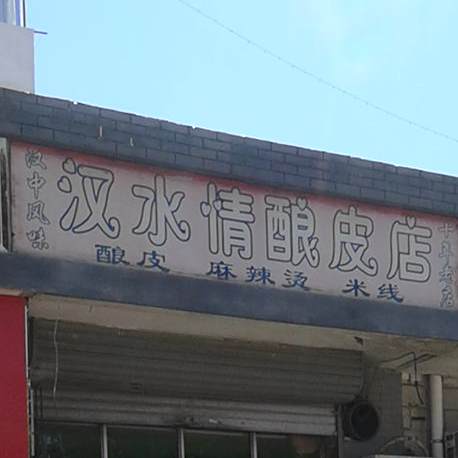 汉中风味
汉水情酿皮店
十年老店
酿皮 麻辣烫 米线